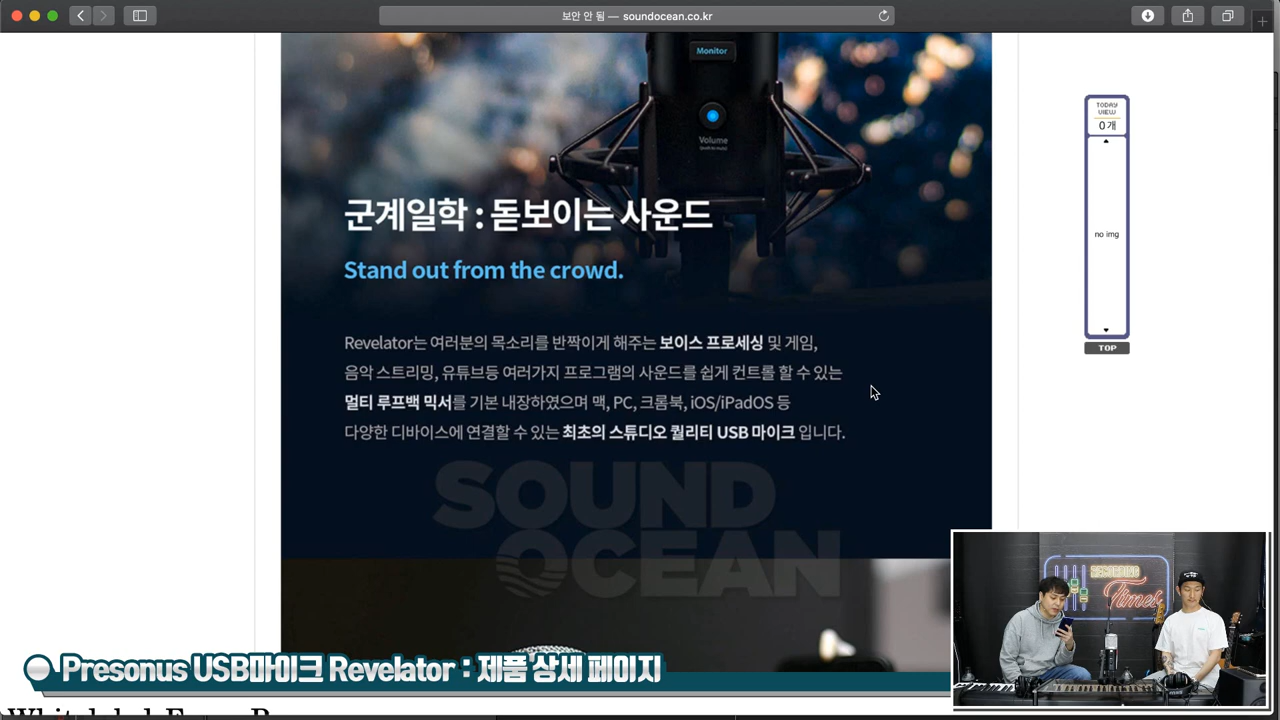 보안 안 됨 — soundocean.co.kr
Monitor
Volume
TODAY
VIEW
0개
no img
TOP
군계일학 : 돋보이는 사운드
Stand out from the crowd.
Revelator는 여러분의 목소리를 반짝이게 해주는 보이스 프로세싱 및 게임,
음악 스트리밍, 유튜브등 여러가지 프로그램의 사운드를 쉽게 컨트롤 할 수 있는
멀티 루프백 믹서를 기본 내장하였으며 맥, PC, 크롬북, iOS/iPadOS 등
다양한 디바이스에 연결할 수 있는 최초의 스튜디오 퀄리티 USB 마이크 입니다.
SOUND
OCEAN
RECORDING
Times
Presonus USB마이크 Revelator : 제품 상세 페이지